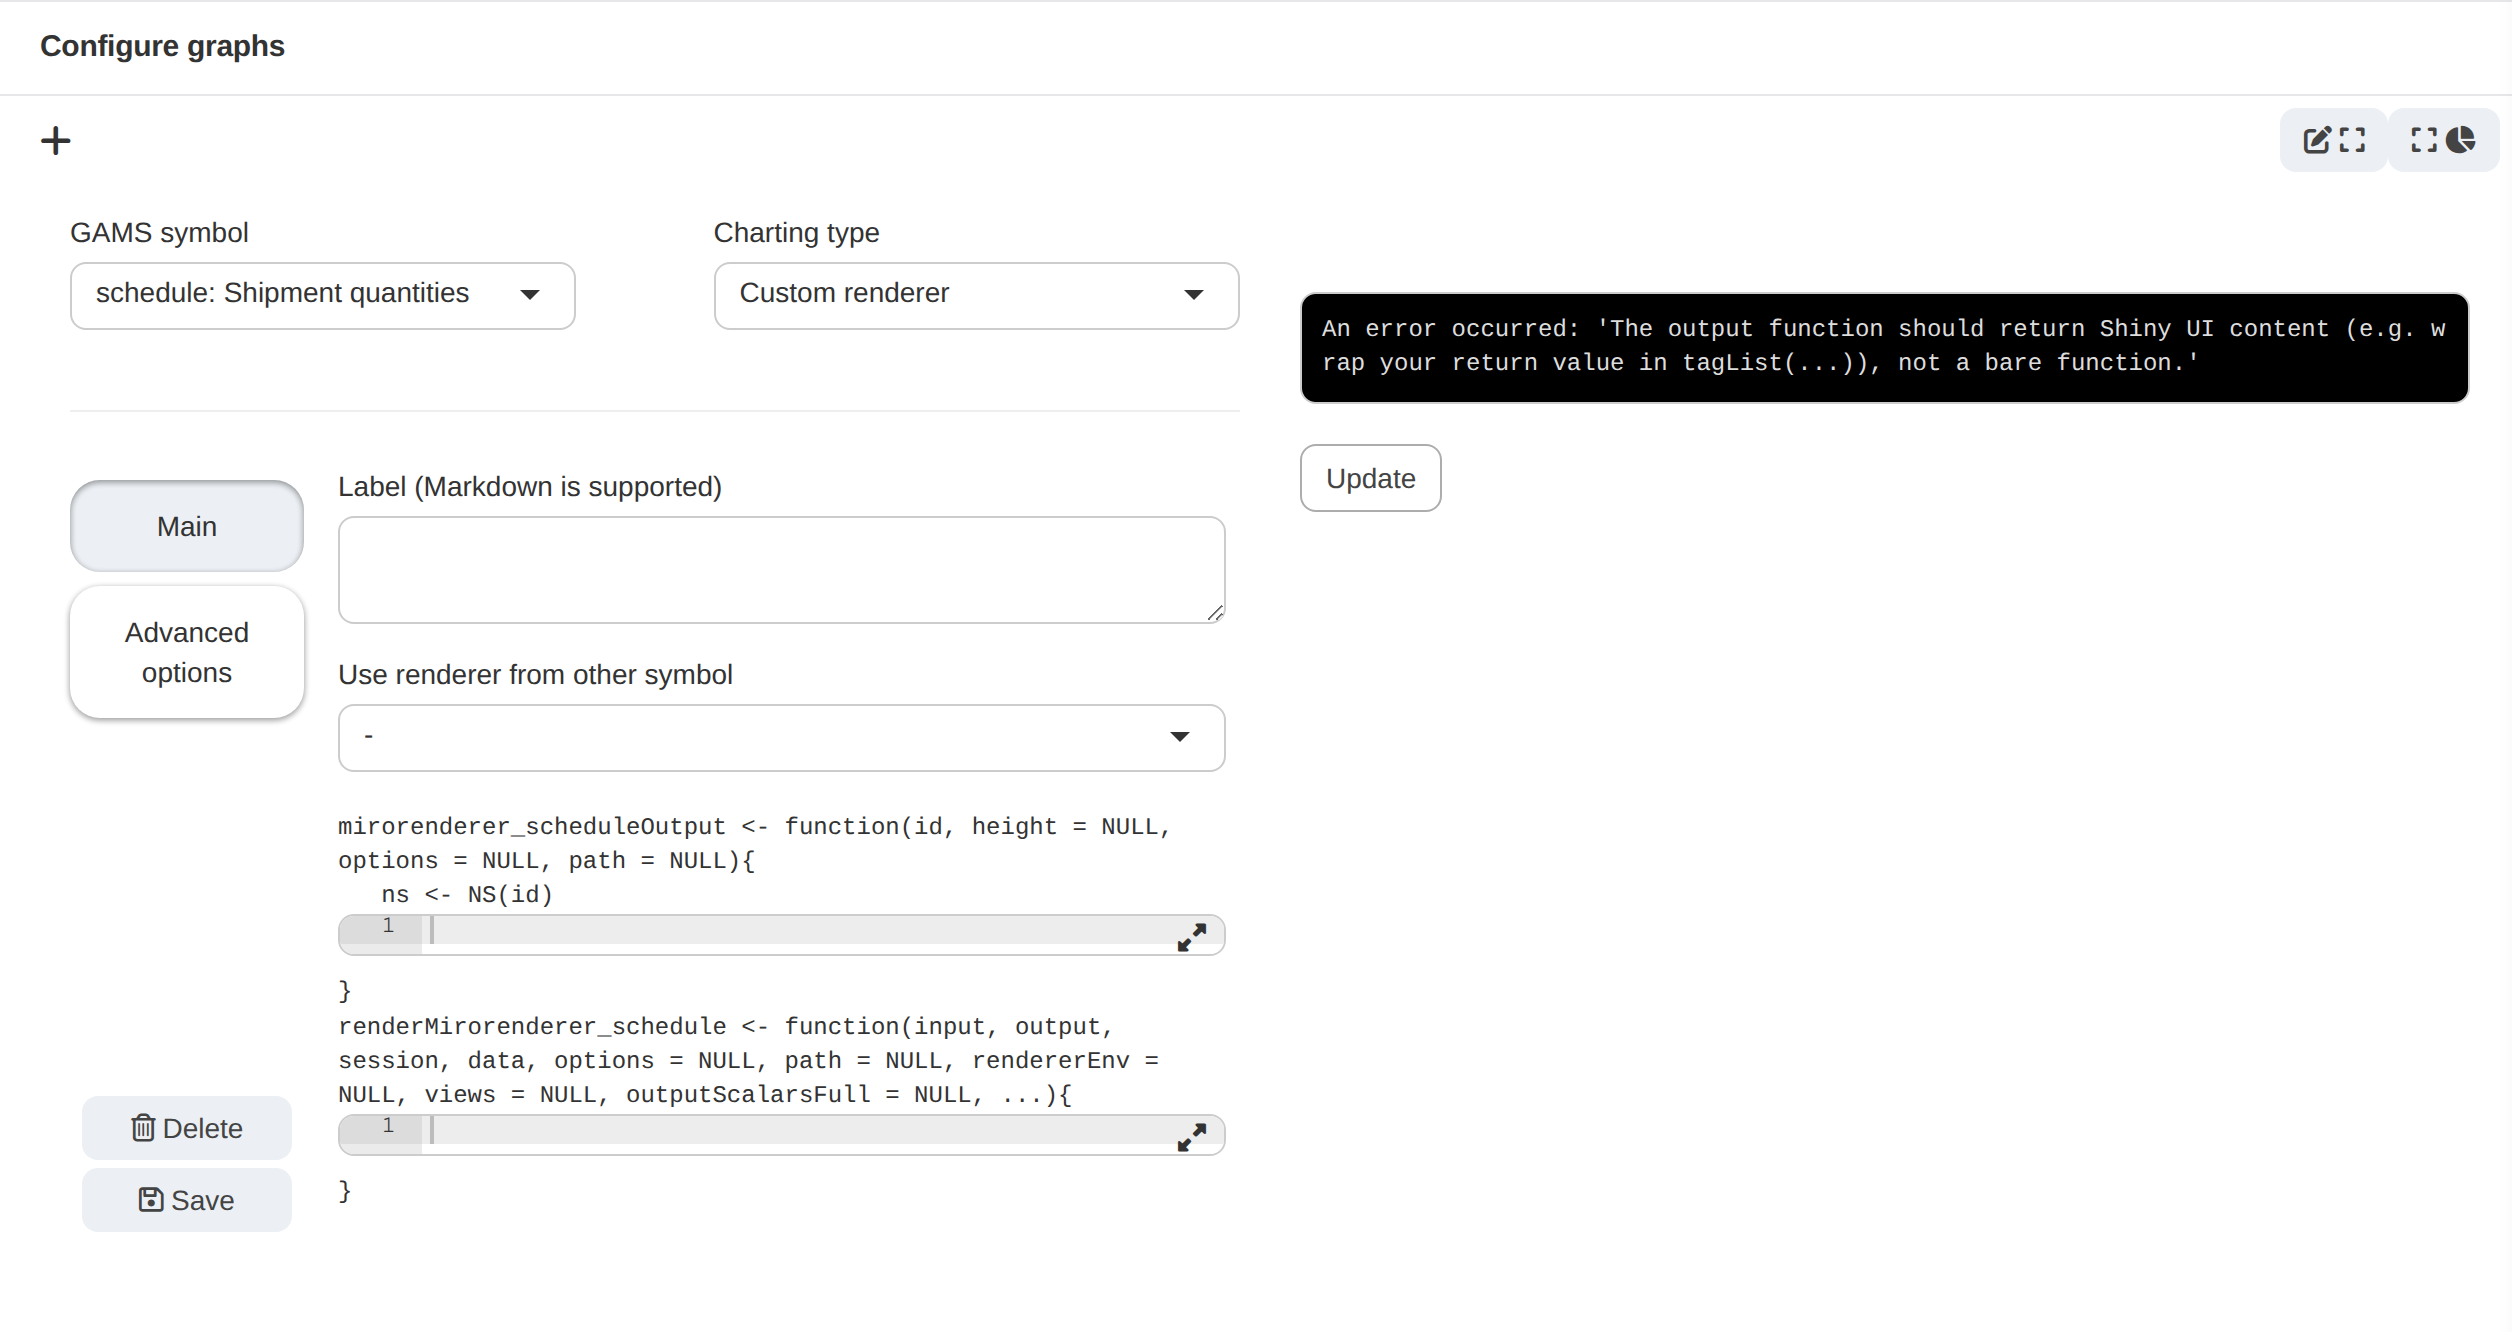 Configure graphs
GAMS symbol
schedule: Shipment quantities
Charting type
Custom renderer
An error occurred: 'The output function should return Shiny UI content (e.g. w
rap your return value in tagList(...)), not a bare function.'
Update
Main
Advanced
options
Label (Markdown is supported)
Use renderer from other symbol
-
mirorenderer_scheduleOutput <- function(id, height = NULL,
options = NULL, path = NULL){
   ns <- NS(id)
1
}
renderMirorenderer_schedule <- function(input, output,
session, data, options = NULL, path = NULL, rendererEnv =
NULL, views = NULL, outputScalarsFull = NULL, ...){
1
}
Delete
Save